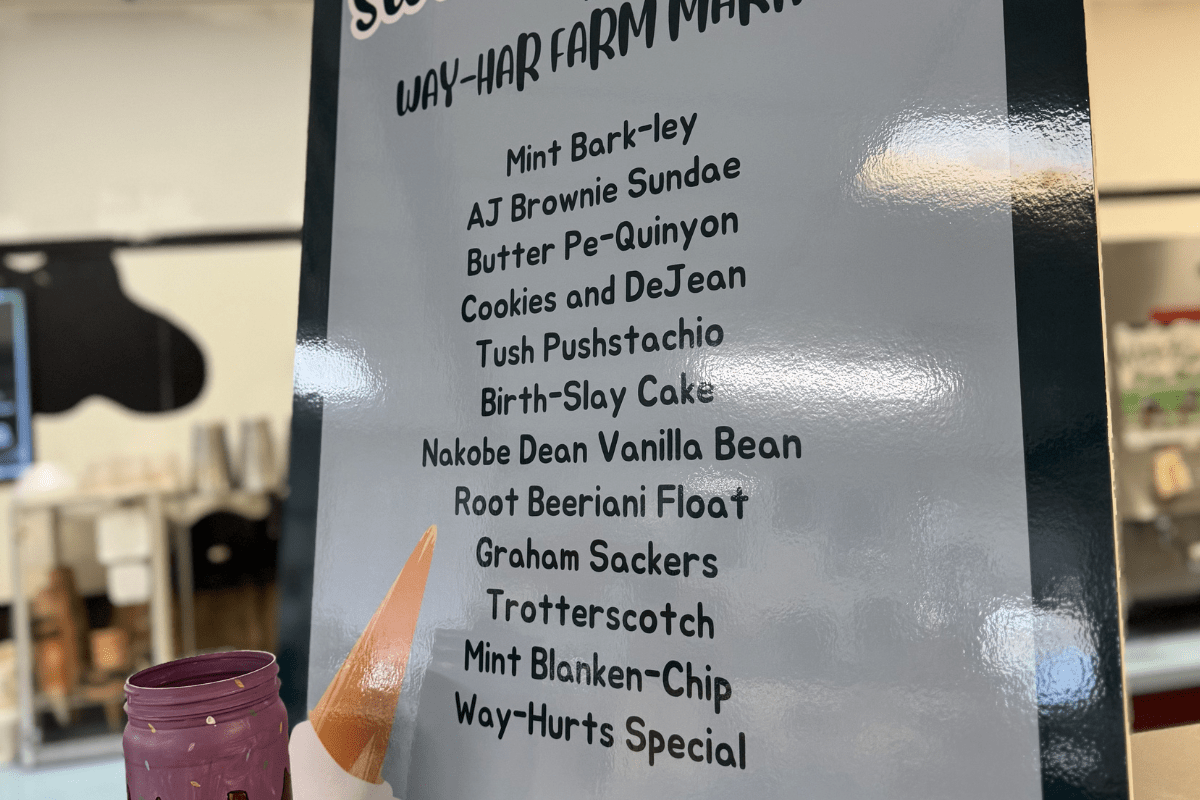 WAY-HAR FARM
Mint Bark-ley
AJ Brownie Sundae
Butter Pe-Quinyon
Cookies and DeJean
Tush Pushstachio
Birth-Slay Cake
Nakobe Dean Vanilla Bean
Root Beeriani Float
Graham Sackers
Trotterscotch
Mint Blanken-Chip
Way-Hurts Special